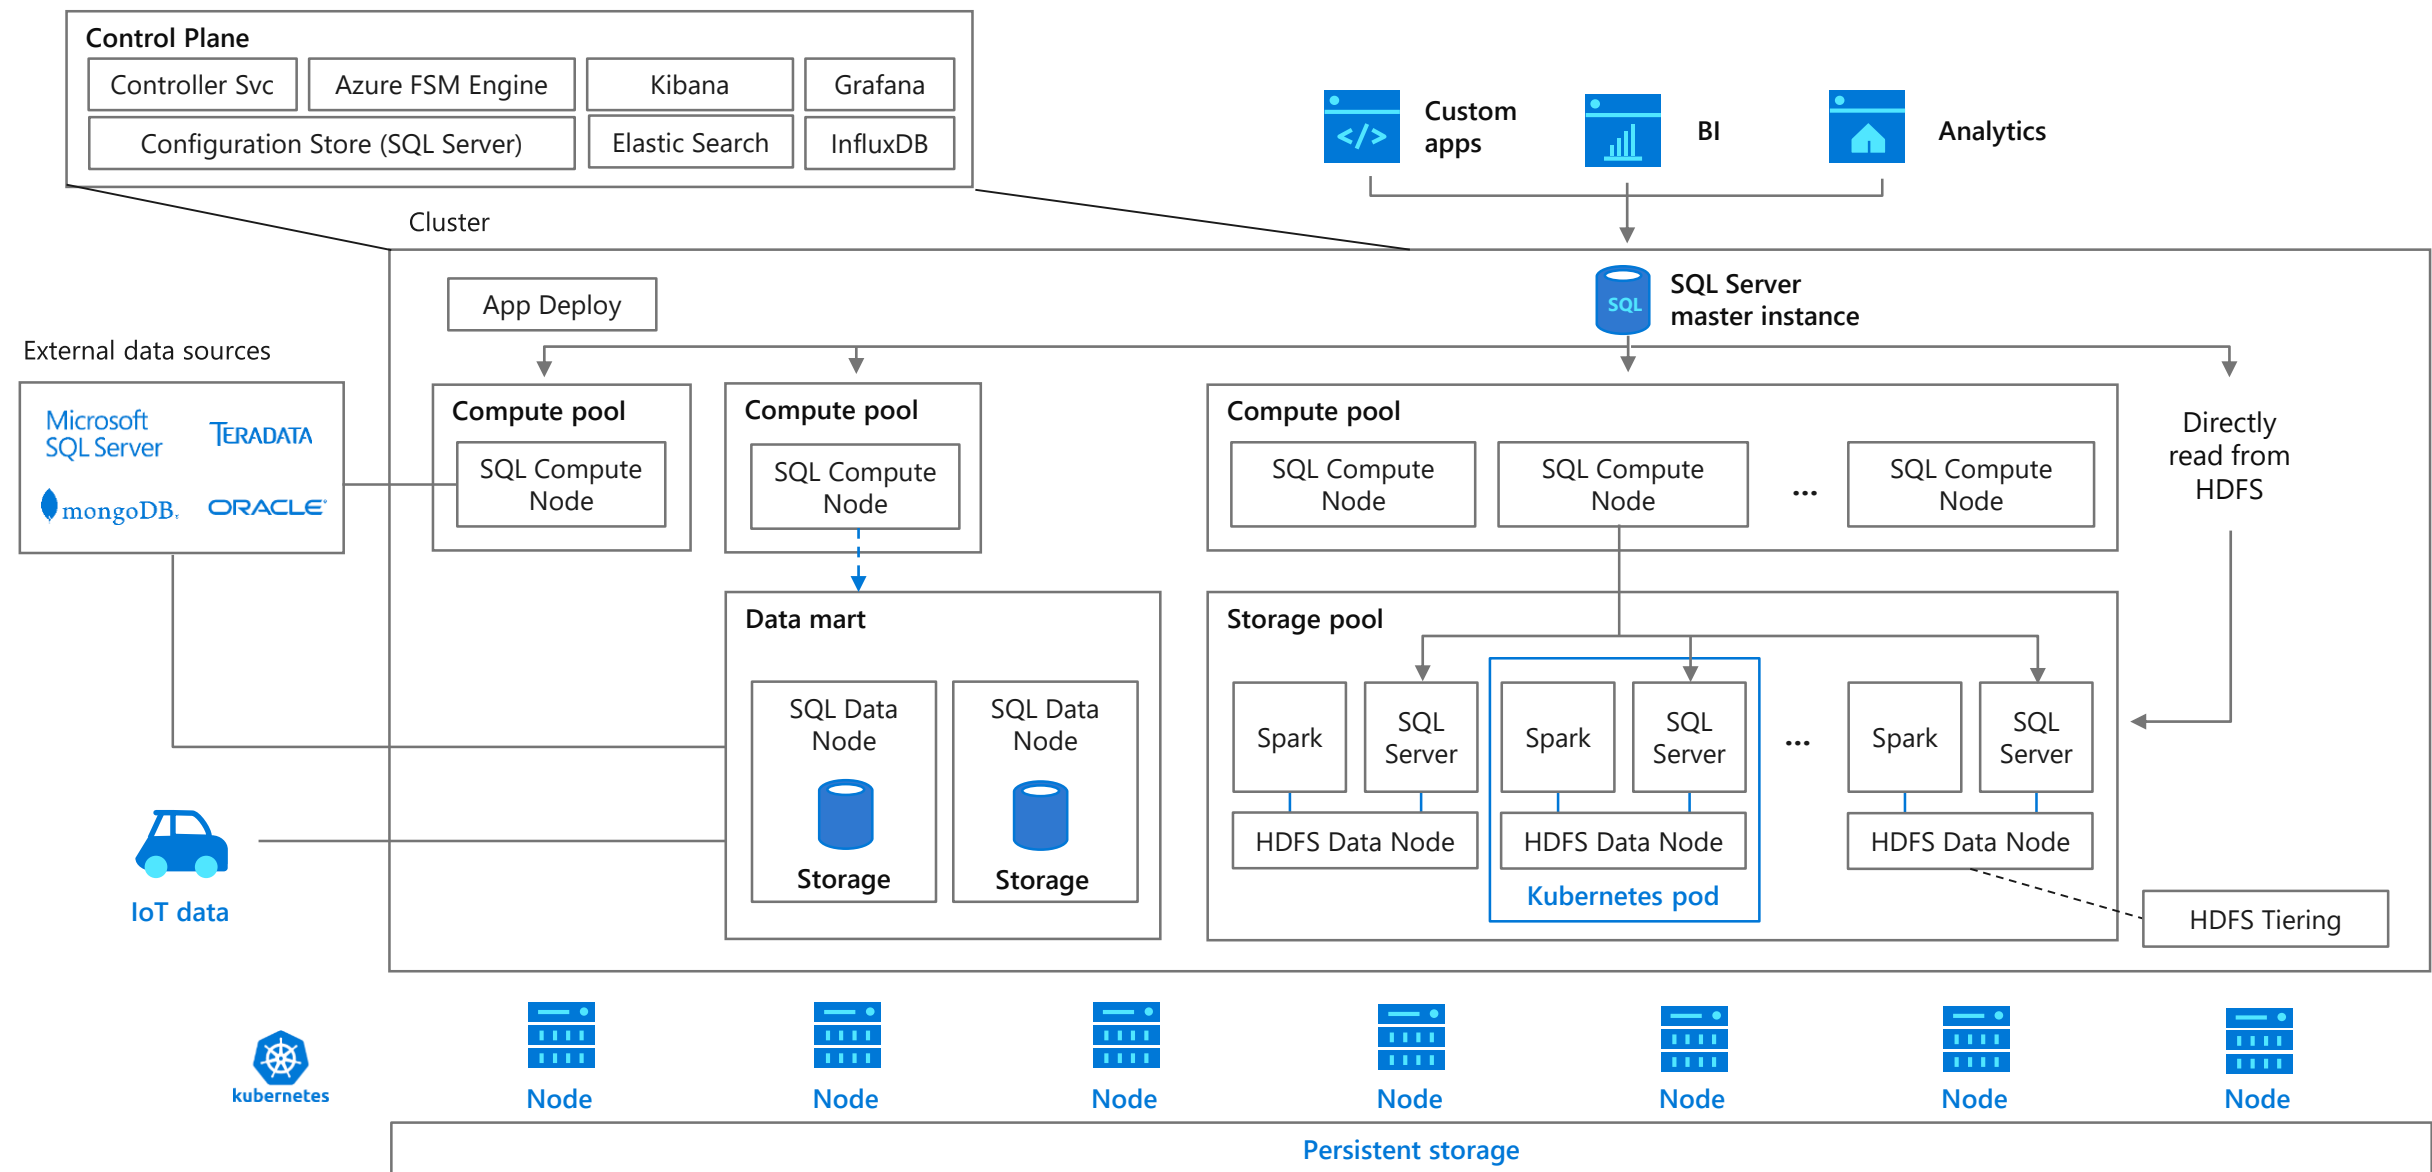 Control Plane
Controller Svc
Azure FSM Engine
Kibana
Grafana
Configuration Store (SQL Server)
Elastic Search
InfluxDB
Custom
apps
BI
Analytics
Cluster
App Deploy
SQL
SQL Server
master instance
External data sources
Microsoft
SQL Server
TERADATA
mongoDB.
ORACLE
Compute pool
SQL Compute
Node
Compute pool
SQL Compute
Node
Compute pool
SQL Compute
Node
SQL Compute
Node
...
SQL Compute
Node
Directly
read from
HDFS
Data mart
SQL Data
Node
Storage
SQL Data
Node
Storage
Storage pool
Spark
SQL
Server
HDFS Data Node
Spark
SQL
Server
HDFS Data Node
Kubernetes pod
...
Spark
SQL
Server
HDFS Data Node
HDFS Tiering
IoT data
kubernetes
Node
Node
Node
Node
Node
Node
Node
Persistent storage